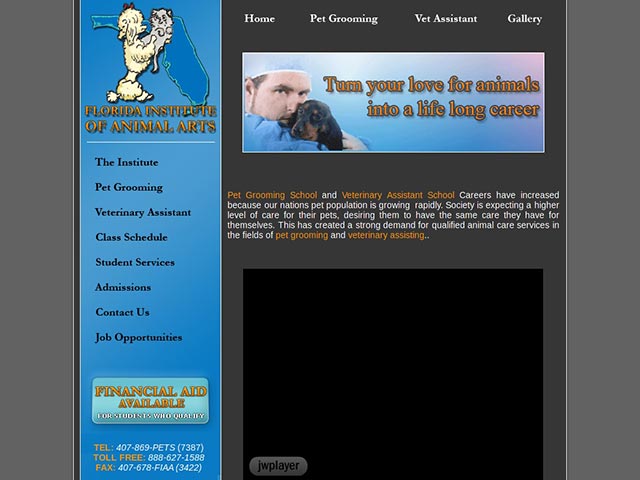 Home
Pet Grooming
Vet Assistant
Gallery
FLORIDA INSTITUTE
OF ANIMAL ARTS
Turn your love for animals
into a life long career
The Institute
Pet Grooming
Veterinary Assistant
Class Schedule
Student Services
Admissions
Contact Us
Job Opportunities
Pet Grooming School and Veterinary Assistant School Careers have increased
because our nations pet population is growing rapidly. Society is expecting a higher
level of care for their pets, desiring them to have the same care they have for
themselves. This has created a strong demand for qualified animal care services in
the fields of pet grooming and veterinary assisting..
FINANCIAL AID
AVAILABLE
FOR STUDENTS WHO QUALIFY
TEL: 407-869-PETS (7387)
TOLL FREE: 888-627-1588
FAX: 407-678-FIAA (3422)
jwplayer